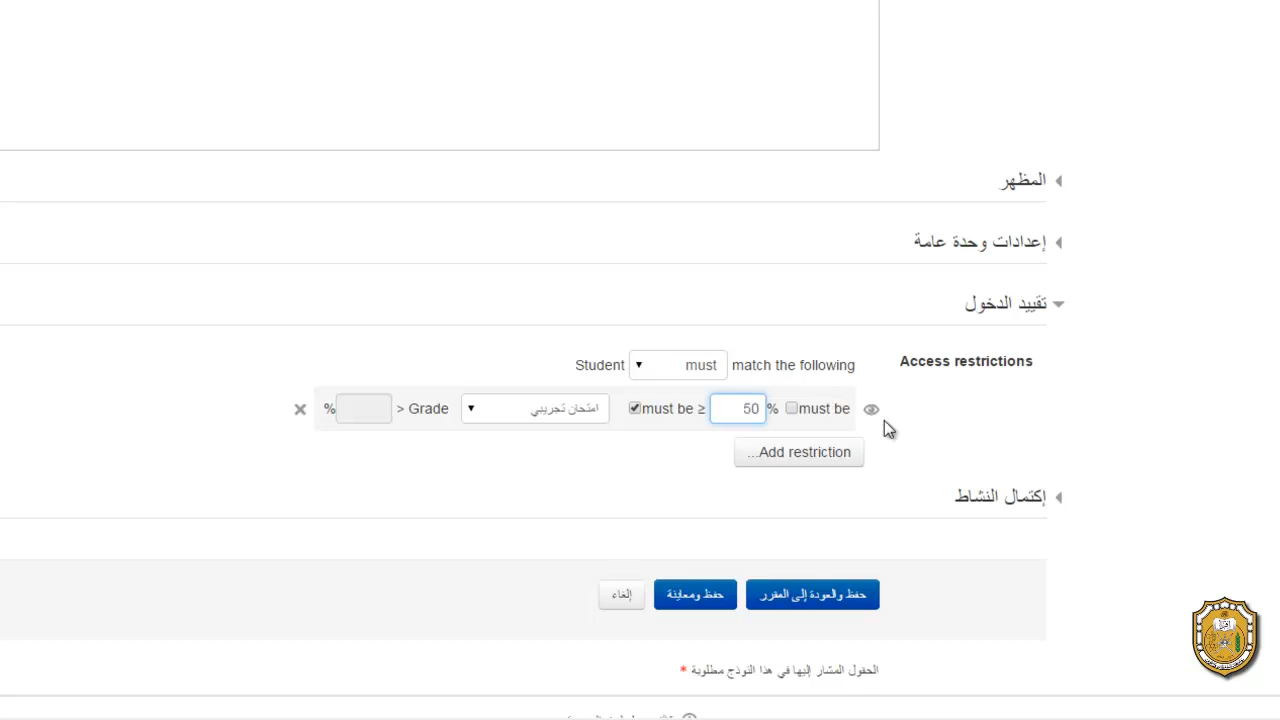 المظهر
إعدادات وحدة عامة
تقييد الدخول
Access restrictions
Student must match the following
% > Grade امتحان تجريبي must be ≥ 50 % must be
...Add restriction
إكتمال النشاط
حفظ والعودة إلى المقرر حفظ ومعاينة إلغاء
الحقول المشار إليها في هذا النوذج مطلوبة *